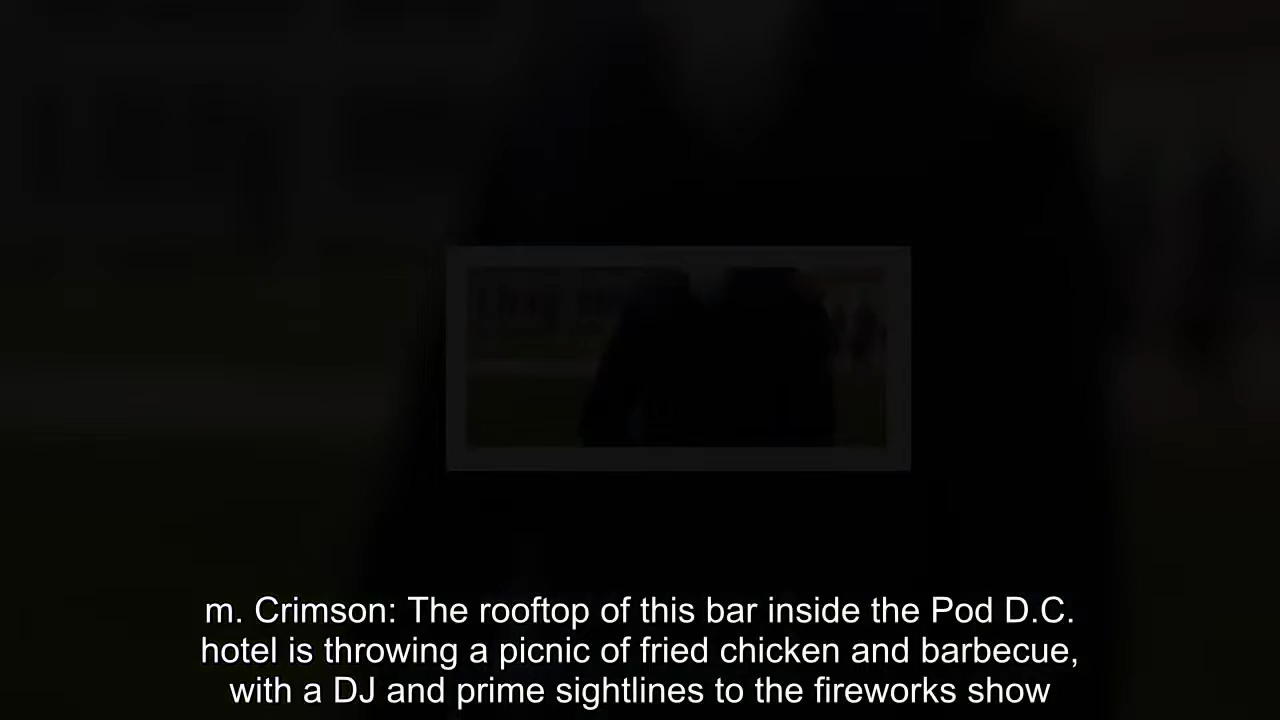 m. Crimson: The rooftop of this bar inside the Pod D.C.
hotel is throwing a picnic of fried chicken and barbecue,
with a DJ and prime sightlines to the fireworks show